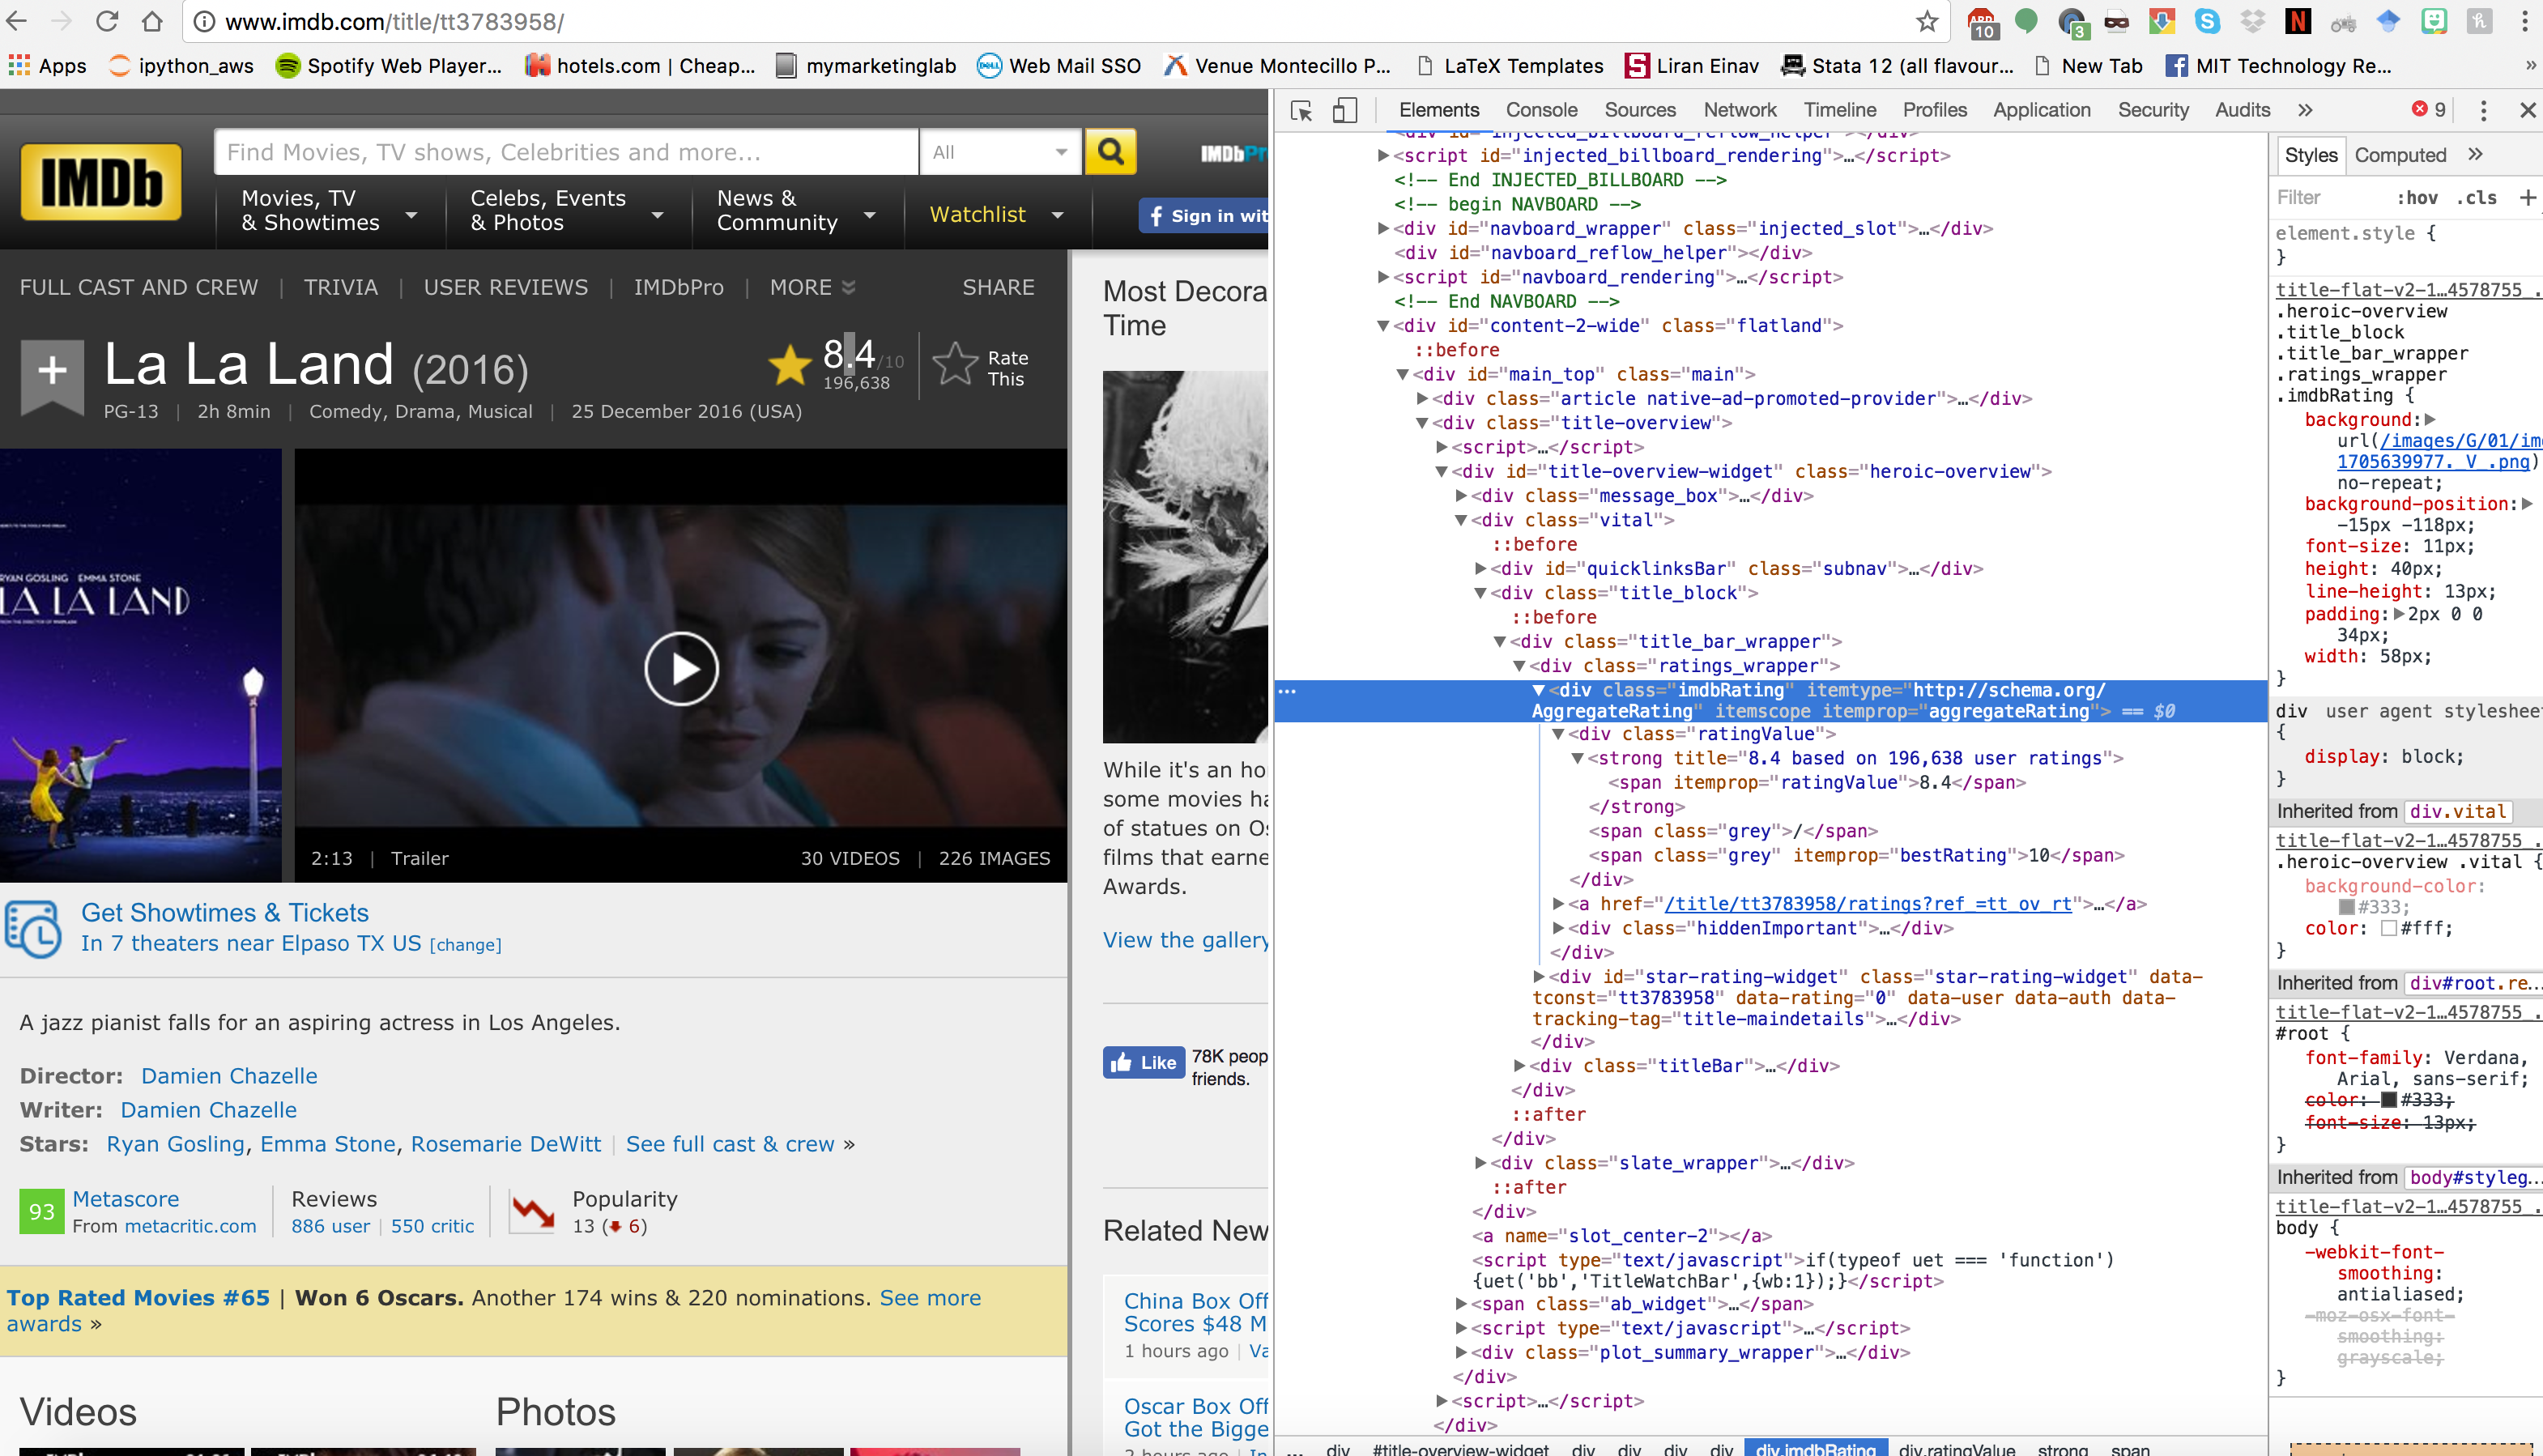 www.imdb.com/title/tt3783958/
ABP 10 3 N h
Apps ipython_aws Spotify Web Player... hotels.com | Cheap... mymarketinglab Web Mail SSO Venue Montecillo P... LaTeX Templates Liran Einav Stata 12 (all flavour... New Tab MIT Technology Re... »
IMDb
Find Movies, TV shows, Celebrities and more...
All
IMDbPr
Movies, TV
& Showtimes
Celebs, Events
& Photos
News &
Community
Watchlist
f Sign in wit
FULL CAST AND CREW | TRIVIA | USER REVIEWS | IMDbPro | MORE SHARE
+ La La Land (2016)
8.4/10
196,638
Rate
This
PG-13 | 2h 8min | Comedy, Drama, Musical | 25 December 2016 (USA)
RYAN GOSLING EMMA STONE
LA LA LAND
2:13 | Trailer 30 VIDEOS | 226 IMAGES
Get Showtimes & Tickets
In 7 theaters near Elpaso TX US [change]
A jazz pianist falls for an aspiring actress in Los Angeles.
Director: Damien Chazelle
Writer: Damien Chazelle
Stars: Ryan Gosling, Emma Stone, Rosemarie DeWitt | See full cast & crew »
93 Metascore
From metacritic.com
Reviews
886 user | 550 critic
Popularity
13 (6)
Top Rated Movies #65 | Won 6 Oscars. Another 174 wins & 220 nominations. See more
awards »
Videos
Photos
Most Decora
Time
While it's an ho
some movies ha
of statues on Os
films that earne
Awards.
View the gallery
Like 78K peop
friends.
Related New
China Box Off
Scores $48 M
1 hours ago | Va
Oscar Box Off
Got the Bigge
2 hours ago | In
Elements Console Sources Network Timeline Profiles Application Security Audits » 9
<div id="injected_billboard_reflow_helper"></div>
<script id="injected_billboard_rendering">…</script>
<!-- End INJECTED_BILLBOARD -->
<!-- begin NAVBOARD -->
<div id="navboard_wrapper" class="injected_slot">…</div>
<div id="navboard_reflow_helper"></div>
<script id="navboard_rendering">…</script>
<!-- End NAVBOARD -->
<div id="content-2-wide" class="flatland">
::before
<div id="main_top" class="main">
<div class="article native-ad-promoted-provider">…</div>
<div class="title-overview">
<script>…</script>
<div id="title-overview-widget" class="heroic-overview">
<div class="message_box">…</div>
<div class="vital">
::before
<div id="quicklinksBar" class="subnav">…</div>
<div class="title_block">
::before
<div class="title_bar_wrapper">
<div class="ratings_wrapper">
<div class="imdbRating" itemtype="http://schema.org/
AggregateRating" itemscope itemprop="aggregateRating"> == $0
<div class="ratingValue">
<strong title="8.4 based on 196,638 user ratings">
<span itemprop="ratingValue">8.4</span>
</strong>
<span class="grey">/</span>
<span class="grey" itemprop="bestRating">10</span>
</div>
<a href="/title/tt3783958/ratings?ref_=tt_ov_rt">…</a>
<div class="hiddenImportant">…</div>
</div>
<div id="star-rating-widget" class="star-rating-widget" data-
tconst="tt3783958" data-rating="0" data-user data-auth data-
tracking-tag="title-maindetails">…</div>
</div>
<div class="titleBar">…</div>
</div>
::after
</div>
<div class="slate_wrapper">…</div>
::after
</div>
<a name="slot_center-2"></a>
<script type="text/javascript">if(typeof uet === 'function')
{uet('bb','TitleWatchBar',{wb:1});}</script>
<span class="ab_widget">…</span>
<script type="text/javascript">…</script>
<div class="plot_summary_wrapper">…</div>
</div>
<script>…</script>
</div>
… div #title-overview-widget div div div div div.imdbRating div.ratingValue strong span
Styles Computed »
Filter :hov .cls +
element.style {
}
title-flat-v2-1…4578755_.
.heroic-overview
.title_block
.title_bar_wrapper
.ratings_wrapper
.imdbRating {
background:
url(/images/G/01/im
1705639977._V_.png)
no-repeat;
background-position:
-15px -118px;
font-size: 11px;
height: 40px;
line-height: 13px;
padding: 2px 0 0
34px;
width: 58px;
}
div user agent styleshee
{
display: block;
}
Inherited from div.vital
title-flat-v2-1…4578755_.
.heroic-overview .vital {
background-color:
#333;
color: #fff;
}
Inherited from div#root.re…
title-flat-v2-1…4578755_.
#root {
font-family: Verdana,
Arial, sans-serif;
color: #333;
font-size: 13px;
}
Inherited from body#styleg…
title-flat-v2-1…4578755_.
body {
-webkit-font-
smoothing:
antialiased;
-moz-osx-font-
smoothing:
grayscale;
}